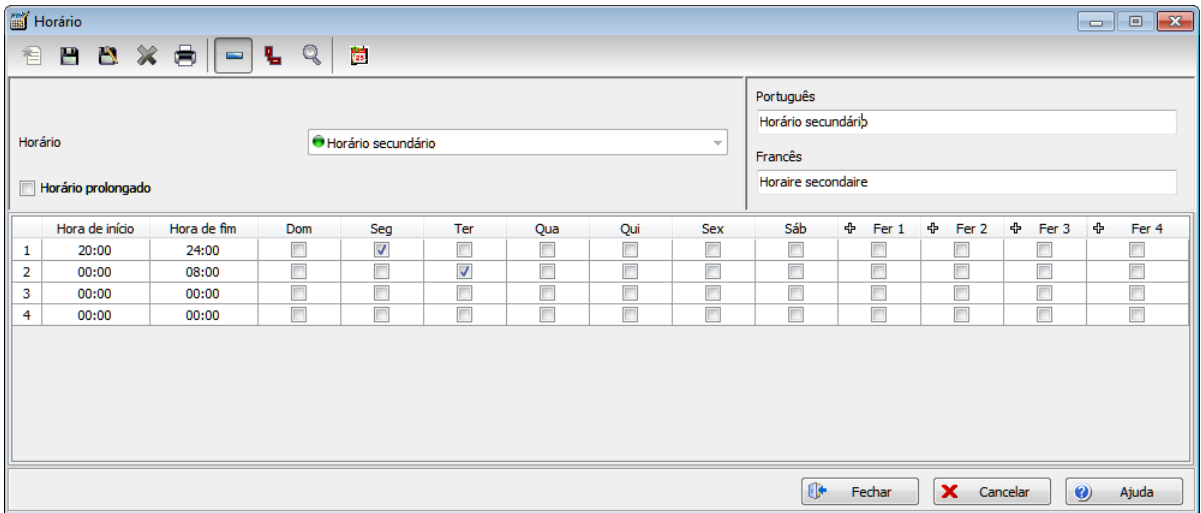 Horário
25
Português
Horário secundário
Horário
Horário secundário
Francês
Horaire secondaire
Horário prolongado
Hora de início Hora de fim Dom Seg Ter Qua Qui Sex Sáb Fer 1 Fer 2 Fer 3 Fer 4
1 20:00 24:00
2 00:00 08:00
3 00:00 00:00
4 00:00 00:00
Fechar Cancelar Ajuda